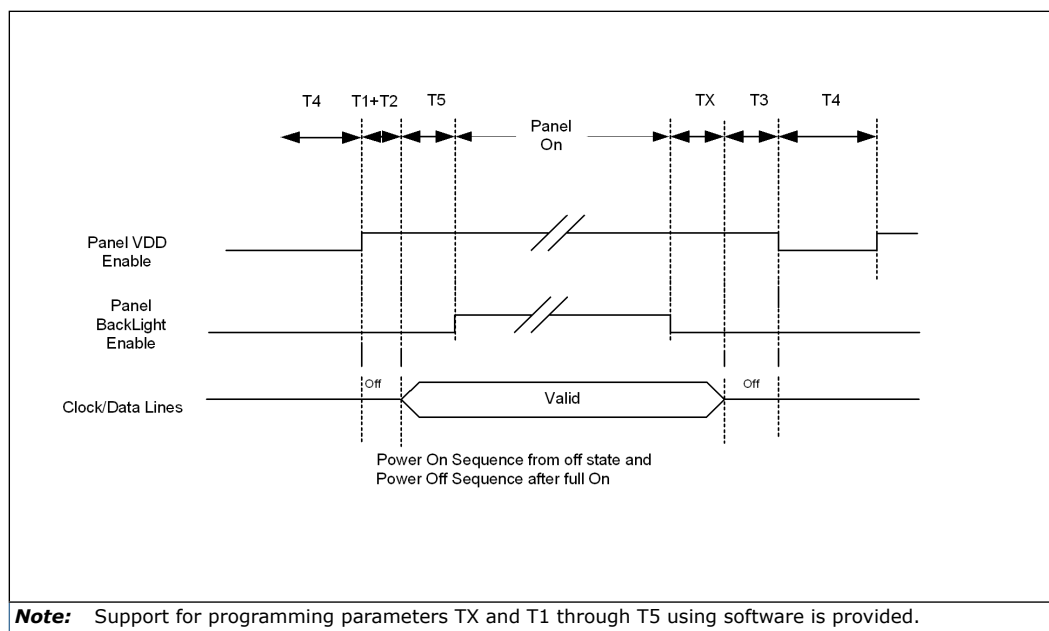 T4 T1+T2 T5 TX T3 T4
Panel
On
Panel VDD
Enable
Panel
BackLight
Enable
Off Off
Clock/Data Lines Valid
Power On Sequence from off state and
Power Off Sequence after full On
Note: Support for programming parameters TX and T1 through T5 using software is provided.